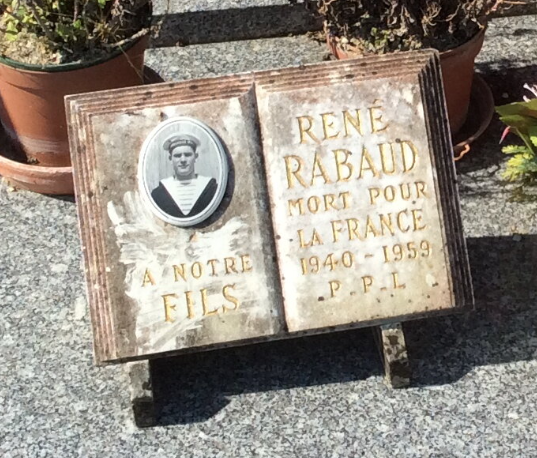 A NOTRE
FILS
RENÉ
RABAUD
MORT POUR
LA FRANCE
1940 - 1959
P - P - L